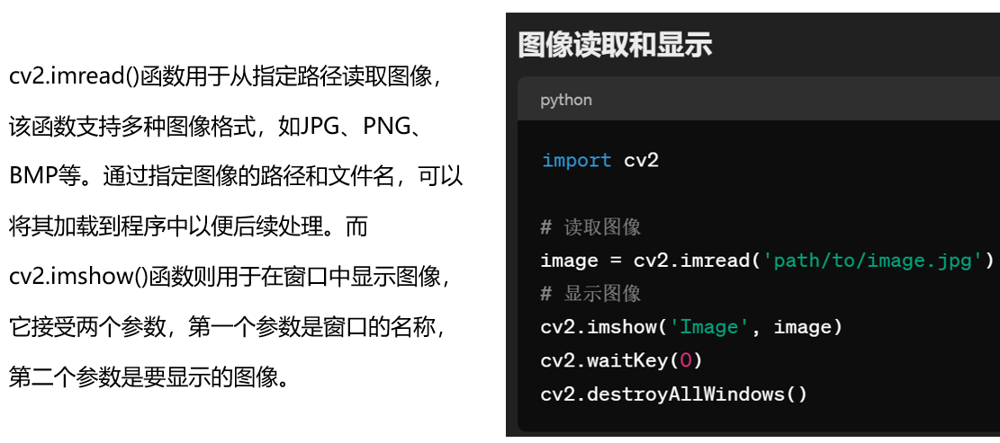 cv2.imread()函数用于从指定路径读取图像，
该函数支持多种图像格式，如JPG、PNG、
BMP等。通过指定图像的路径和文件名，可以
将其加载到程序中以便后续处理。而
cv2.imshow()函数则用于在窗口中显示图像，
它接受两个参数，第一个参数是窗口的名称，
第二个参数是要显示的图像。
图像读取和显示
python
import cv2
# 读取图像
image = cv2.imread('path/to/image.jpg')
# 显示图像
cv2.imshow('Image', image)
cv2.waitKey(0)
cv2.destroyAllWindows()